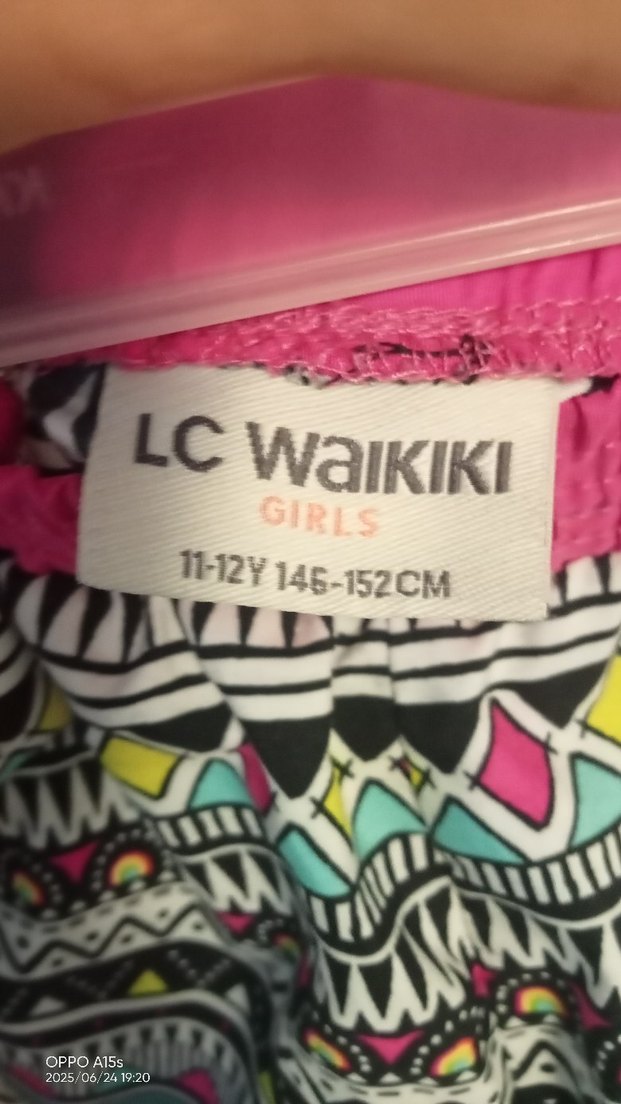 LC WAIKIKI
GIRLS
11-12Y 146-152CM
OPPO A15s
2025/06/24 19:20